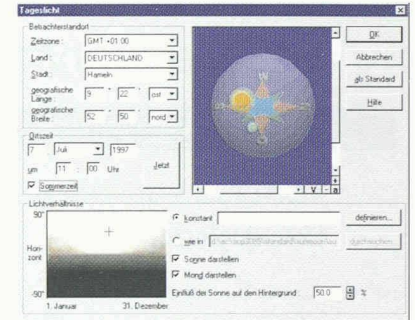 Tageslicht
Bebachterstandort
Zeitzone : GMT +01:00
Land : DEUTSCHLAND
Stadt : Hameln
geografische Länge : 9 ° 22 ' ost
geografische Breite : 52 ° 50 ' nord
Ortszeit
7 Juli 1997
um 11 : 00 Uhr
Jetzt
Sommerzeit
OK
Abbrechen
als Standard
Hilfe
V - a
Lichtverhältnisse
90°
Hori-
zont
-90°
1. Januar 31. Dezember
konstant definieren...
wie in durchsuchen
Sonne darstellen
Mond darstellen
Einfluß der Sonne auf den Hintergrund : 50.0 %